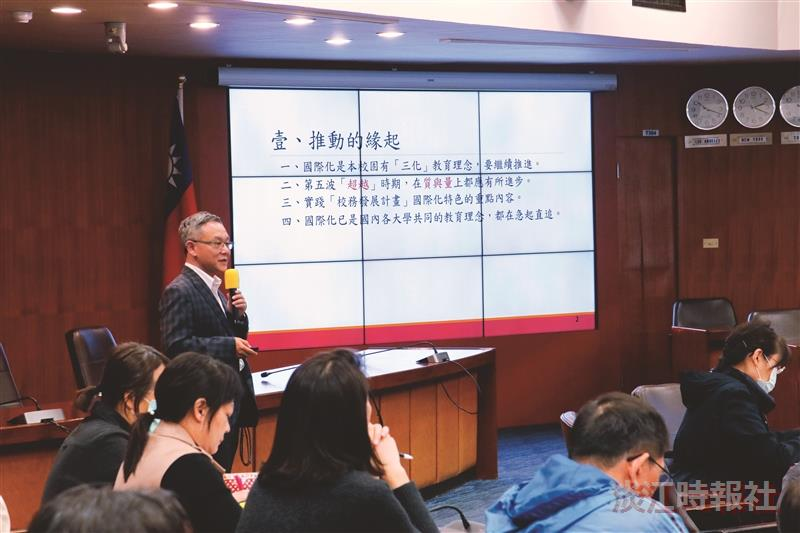 壹、推動的緣起
一、國際化是本校固有「三化」教育理念，要繼續推進。
二、第五波「超越」時期，在質與量上都應有所進步。
三、實踐「校務發展計畫」國際化特色的重點內容。
四、國際化已是國內各大學共同的教育理念，都在急起直追。
2
淡江時報社